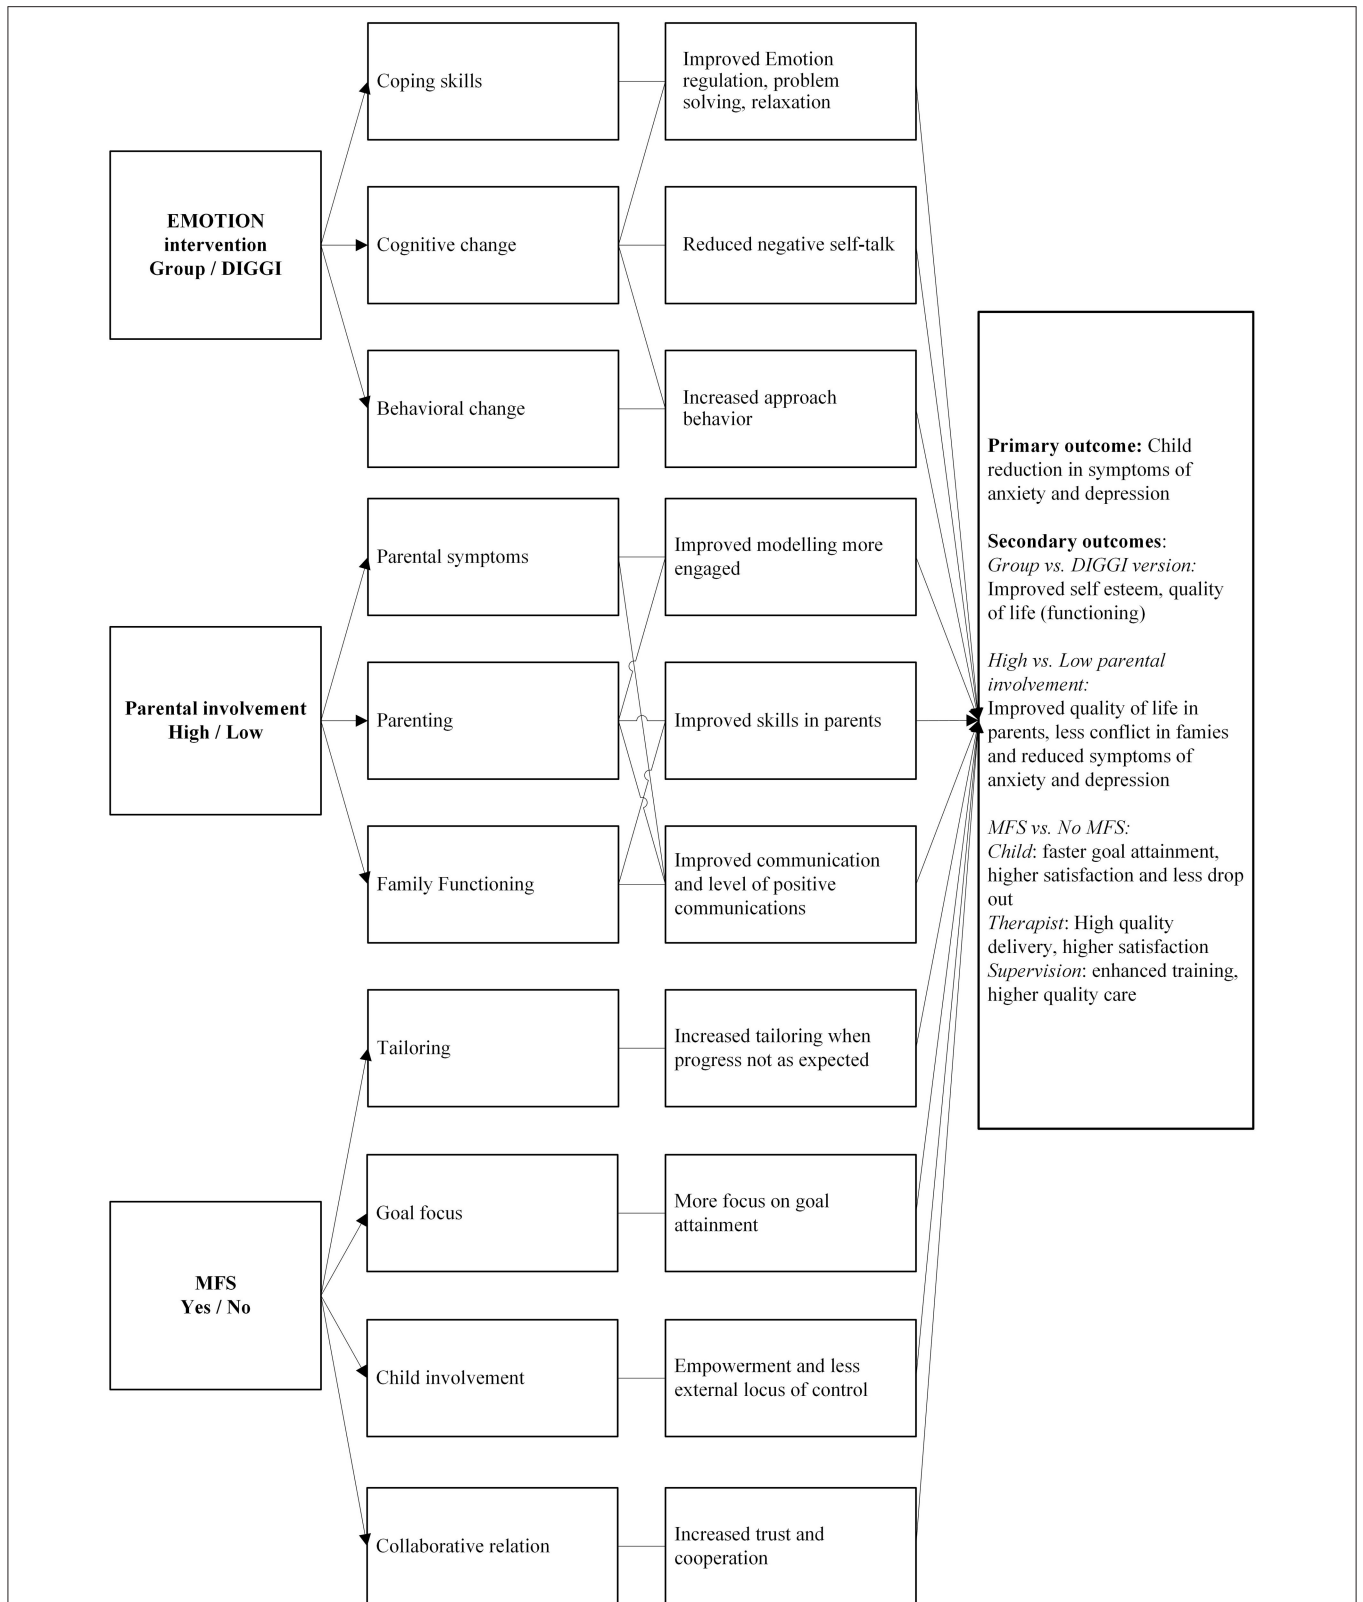 EMOTION
intervention
Group / DIGGI
Coping skills
Cognitive change
Behavioral change
Improved Emotion
regulation, problem
solving, relaxation
Reduced negative self-talk
Increased approach
behavior
Parental involvement
High / Low
Parental symptoms
Parenting
Family Functioning
Improved modelling more
engaged
Improved skills in parents
Improved communication
and level of positive
communications
MFS
Yes / No
Tailoring
Goal focus
Child involvement
Collaborative relation
Increased tailoring when
progress not as expected
More focus on goal
attainment
Empowerment and less
external locus of control
Increased trust and
cooperation
Primary outcome: Child
reduction in symptoms of
anxiety and depression
Secondary outcomes:
Group vs. DIGGI version:
Improved self esteem, quality
of life (functioning)
High vs. Low parental
involvement:
Improved quality of life in
parents, less conflict in famies
and reduced symptoms of
anxiety and depression
MFS vs. No MFS:
Child: faster goal attainment,
higher satisfaction and less drop
out
Therapist: High quality
delivery, higher satisfaction
Supervision: enhanced training,
higher quality care